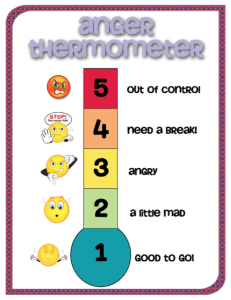 ANGER
THERMOMETER
5 OUT OF CONTROL
STOP!
4 NEED A BREAK!
3 ANGRY
2 A LITTLE MAD
1 GOOD TO GO!